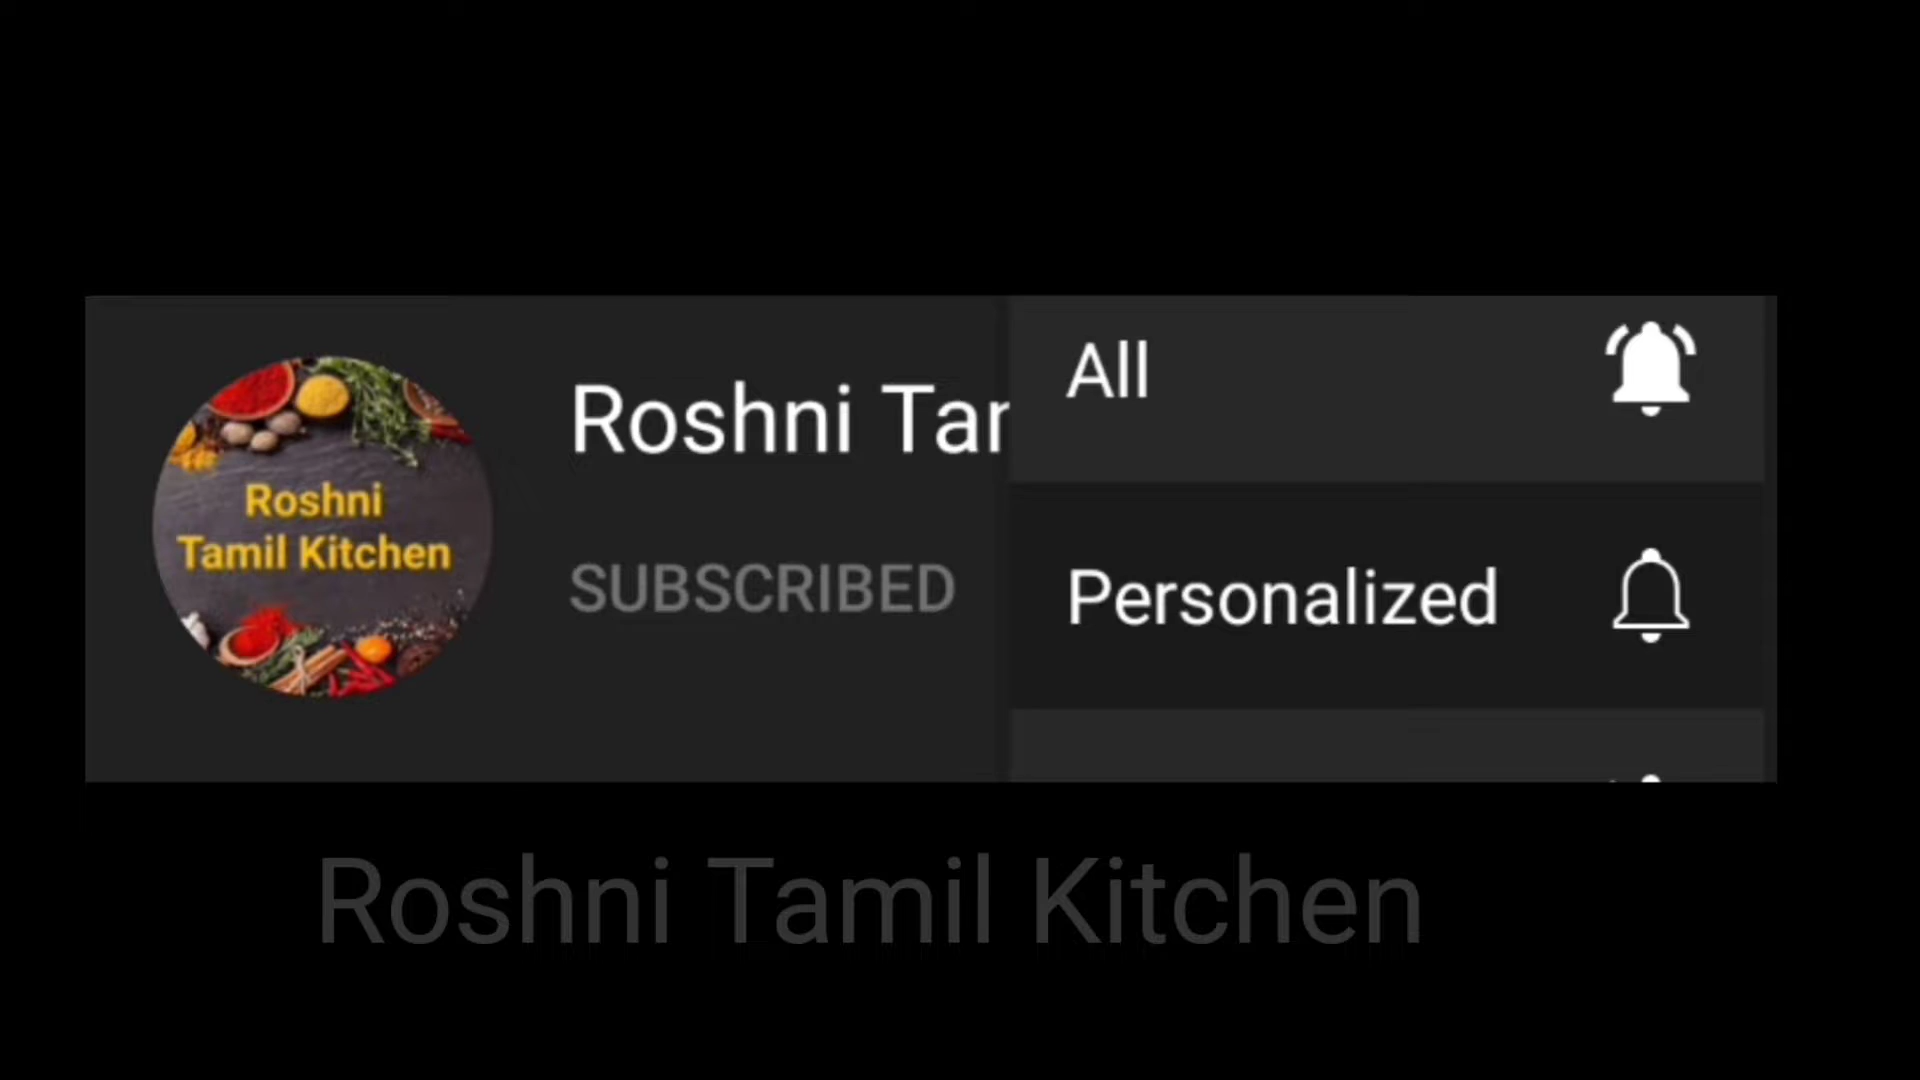 Roshni
Tamil Kitchen
Roshni Tar
SUBSCRIBED
All
Personalized
Roshni Tamil Kitchen